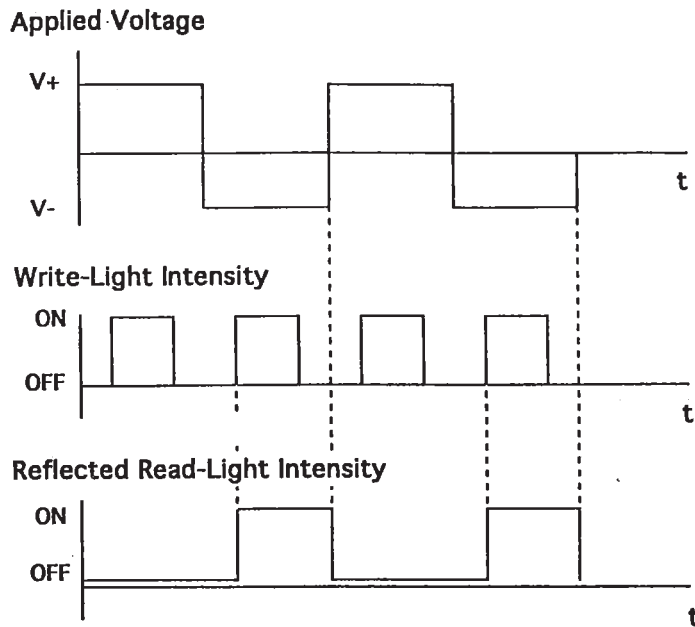 Applied Voltage
V+
t
V-
Write-Light Intensity
ON
OFF
t
Reflected Read-Light Intensity
ON
OFF
t